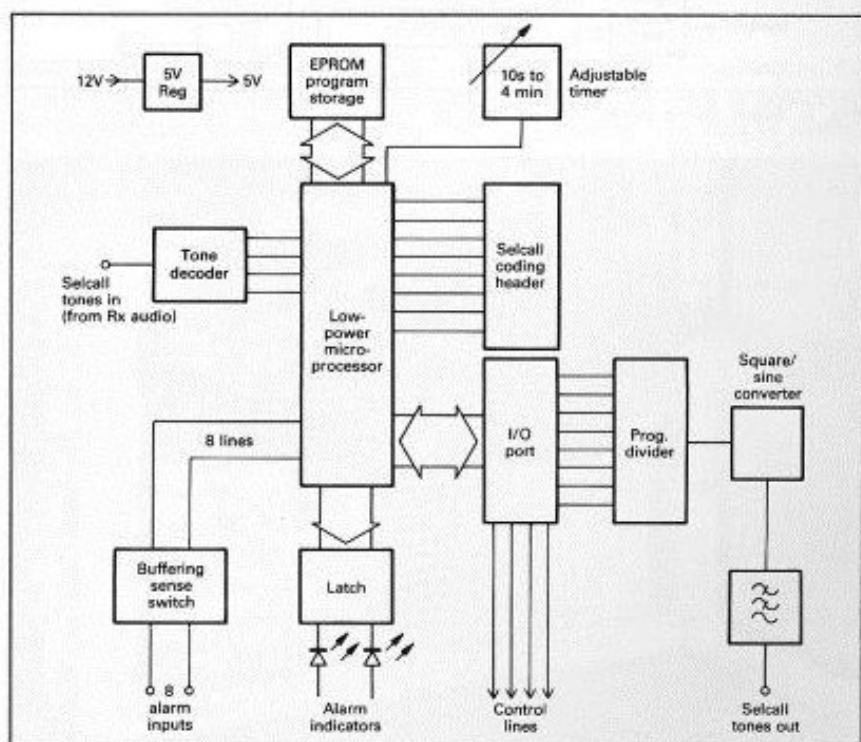 12V
5V
Reg
5V
EPROM
program
storage
10s to
4 min
Adjustable
timer
Tone
decoder
Selcall
tones in
(from Rx audio)
Low-
power
micro-
processor
Selcall
coding
header
8 lines
I/O
port
Prog.
divider
Square/
sine
converter
Buffering
sense
switch
Latch
8
alarm
inputs
Alarm
indicators
Control
lines
Selcall
tones out